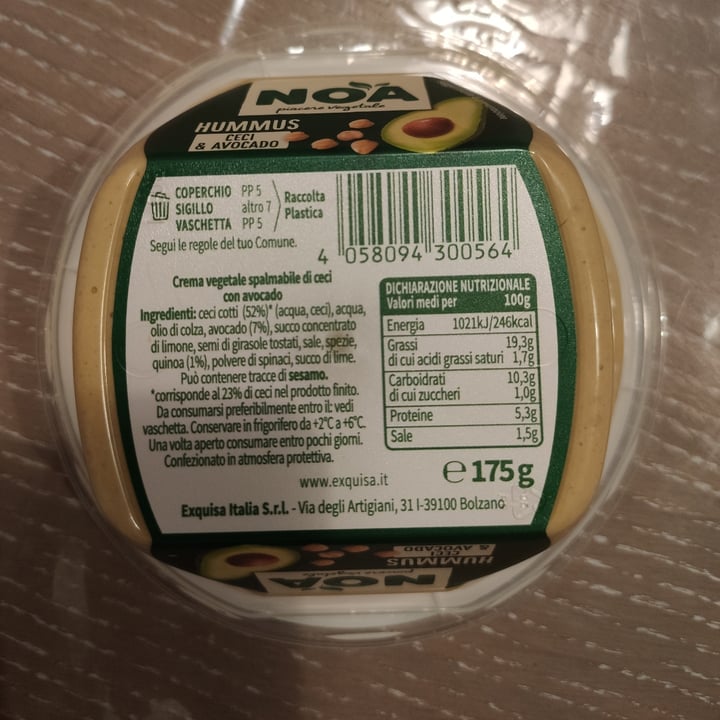 NOA
piacere vegetale
HUMMUS
CECI
& AVOCADO
COPERCHIO PP 5
SIGILLO altro 7
VASCHETTA PP 5
Raccolta
Plastica
Segui le regole del tuo Comune.
4 058094 300564
Crema vegetale spalmabile di ceci
con avocado
Ingredienti: ceci cotti (52%)* (acqua, ceci), acqua,
olio di colza, avocado (7%), succo concentrato
di limone, semi di girasole tostati, sale, spezie,
quinoa (1%), polvere di spinaci, succo di lime.
Può contenere tracce di sesamo.
*corrisponde al 23% di ceci nel prodotto finito.
Da consumarsi preferibilmente entro il: vedi
vaschetta. Conservare in frigorifero da +2°C a +6°C.
Una volta aperto consumare entro pochi giorni.
Confezionato in atmosfera protettiva.
DICHIARAZIONE NUTRIZIONALE
Valori medi per 100g
Energia 1021kJ/246kcal
Grassi 19,3g
di cui acidi grassi saturi 1,7g
Carboidrati 10,3g
di cui zuccheri 1,0g
Proteine 5,3g
Sale 1,5g
℮ 175g
www.exquisa.it
Exquisa Italia S.r.l. - Via degli Artigiani, 31 I-39100 Bolzano
HUMMUS
CECI
& AVOCADO
NOA
piacere vegetale